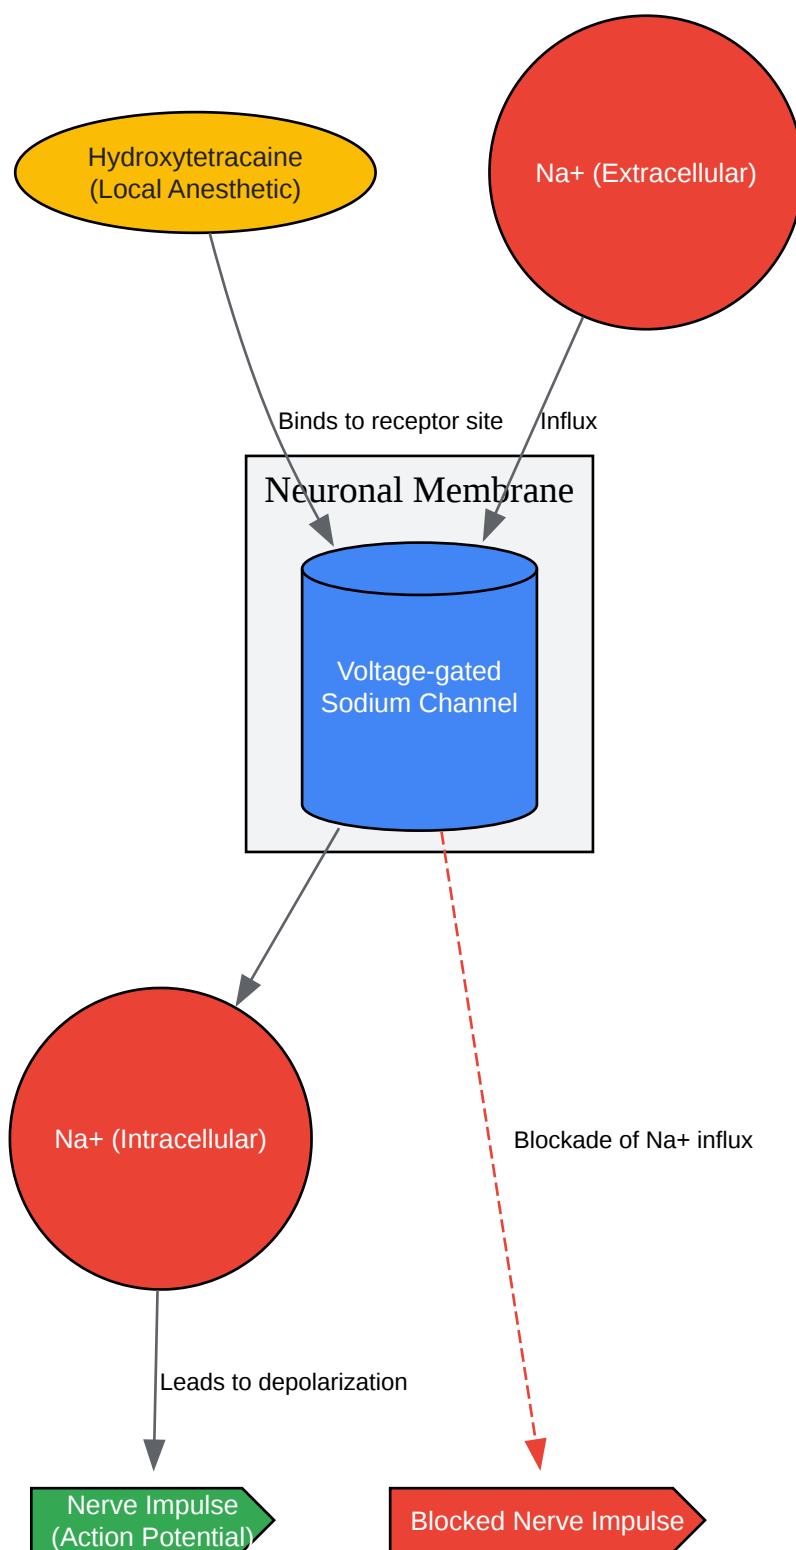 Hydroxytetracaine
(Local Anesthetic)
Na+ (Extracellular)
Binds to receptor site
Influx
Neuronal Membrane
Voltage-gated
Sodium Channel
Na+ (Intracellular)
Blockade of Na+ influx
Leads to depolarization
Nerve Impulse
(Action Potential)
Blocked Nerve Impulse